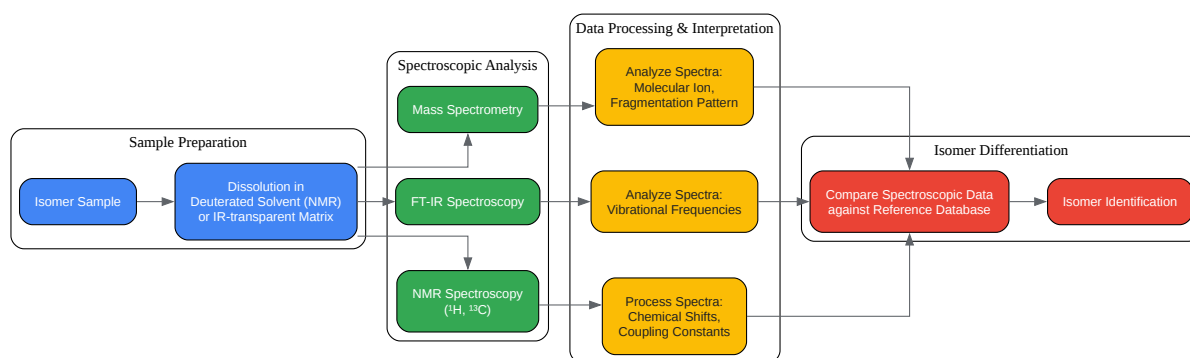 Sample Preparation
Isomer Sample
Dissolution in
Deuterated Solvent (NMR)
or IR-transparent Matrix
Spectroscopic Analysis
Mass Spectrometry
FT-IR Spectroscopy
NMR Spectroscopy
(¹H, ¹³C)
Data Processing & Interpretation
Analyze Spectra:
Molecular Ion,
Fragmentation Pattern
Analyze Spectra:
Vibrational Frequencies
Process Spectra:
Chemical Shifts,
Coupling Constants
Isomer Differentiation
Compare Spectroscopic Data
against Reference Database
Isomer Identification